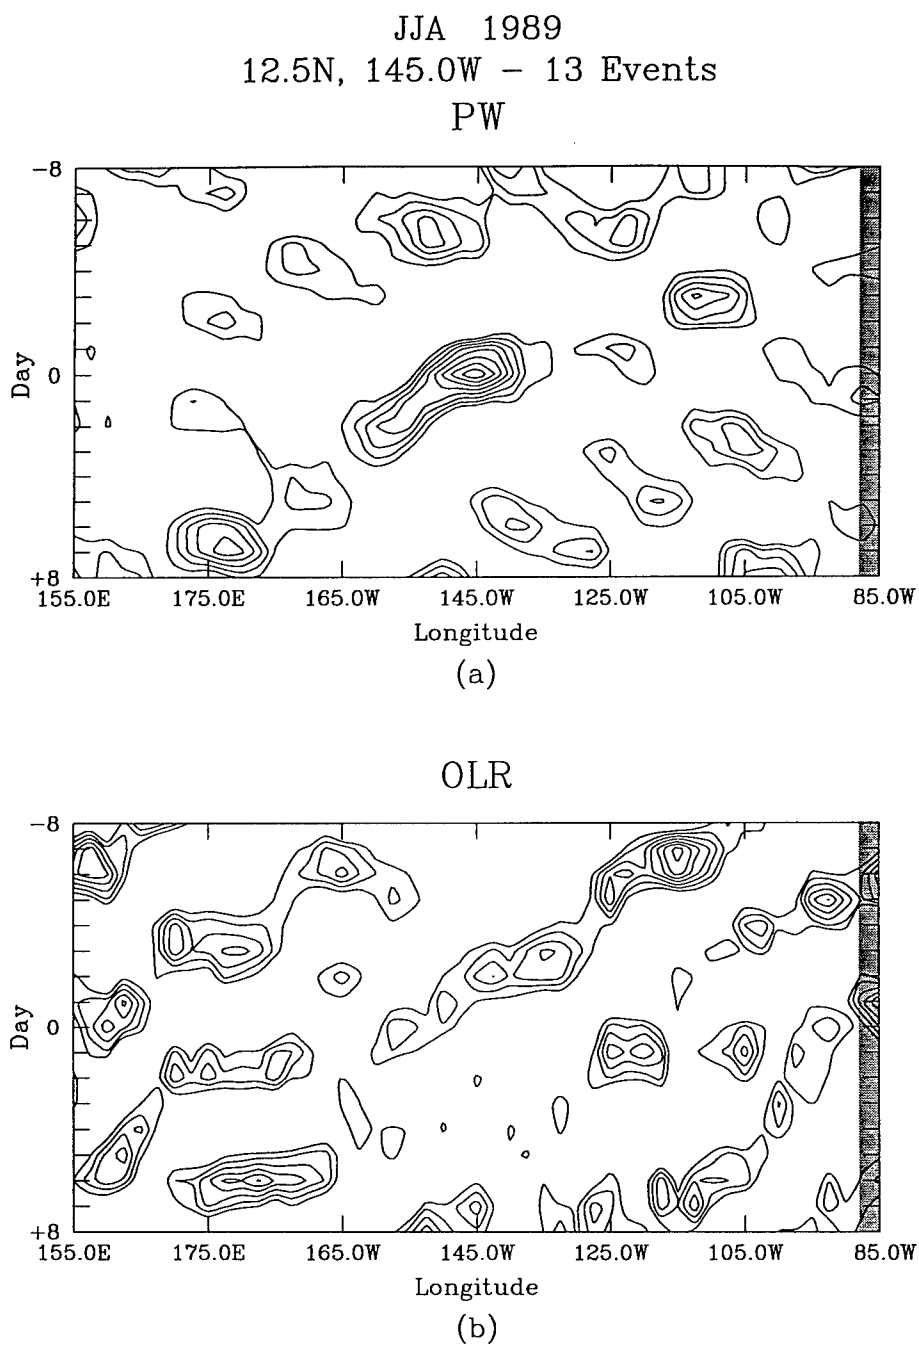 JJA 1989
12.5N, 145.0W – 13 Events
PW
-8
Day
0
+8
155.0E 175.0E 165.0W 145.0W 125.0W 105.0W 85.0W
Longitude
(a)
OLR
-8
Day
0
+8
155.0E 175.0E 165.0W 145.0W 125.0W 105.0W 85.0W
Longitude
(b)